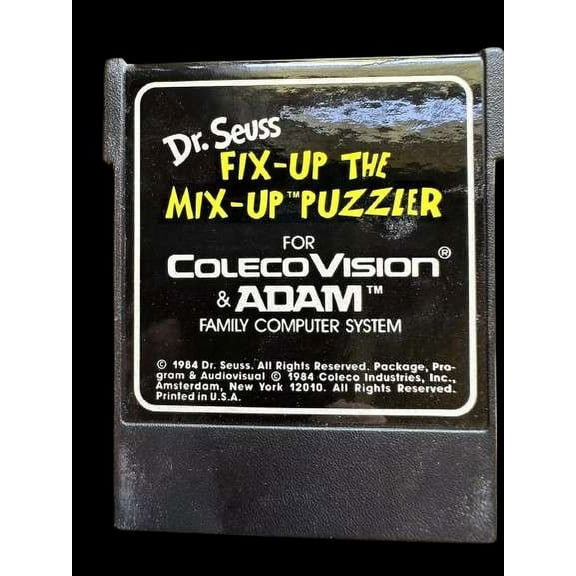 Dr. Seuss
FIX-UP THE
MIX-UP™ PUZZLER
FOR
COLECOVISION®
& ADAM™
FAMILY COMPUTER SYSTEM
© 1984 Dr. Seuss. All Rights Reserved. Package, Pro-
gram & Audiovisual © 1984 Coleco Industries, Inc.,
Amsterdam, New York 12010. All Rights Reserved.
Printed in U.S.A.